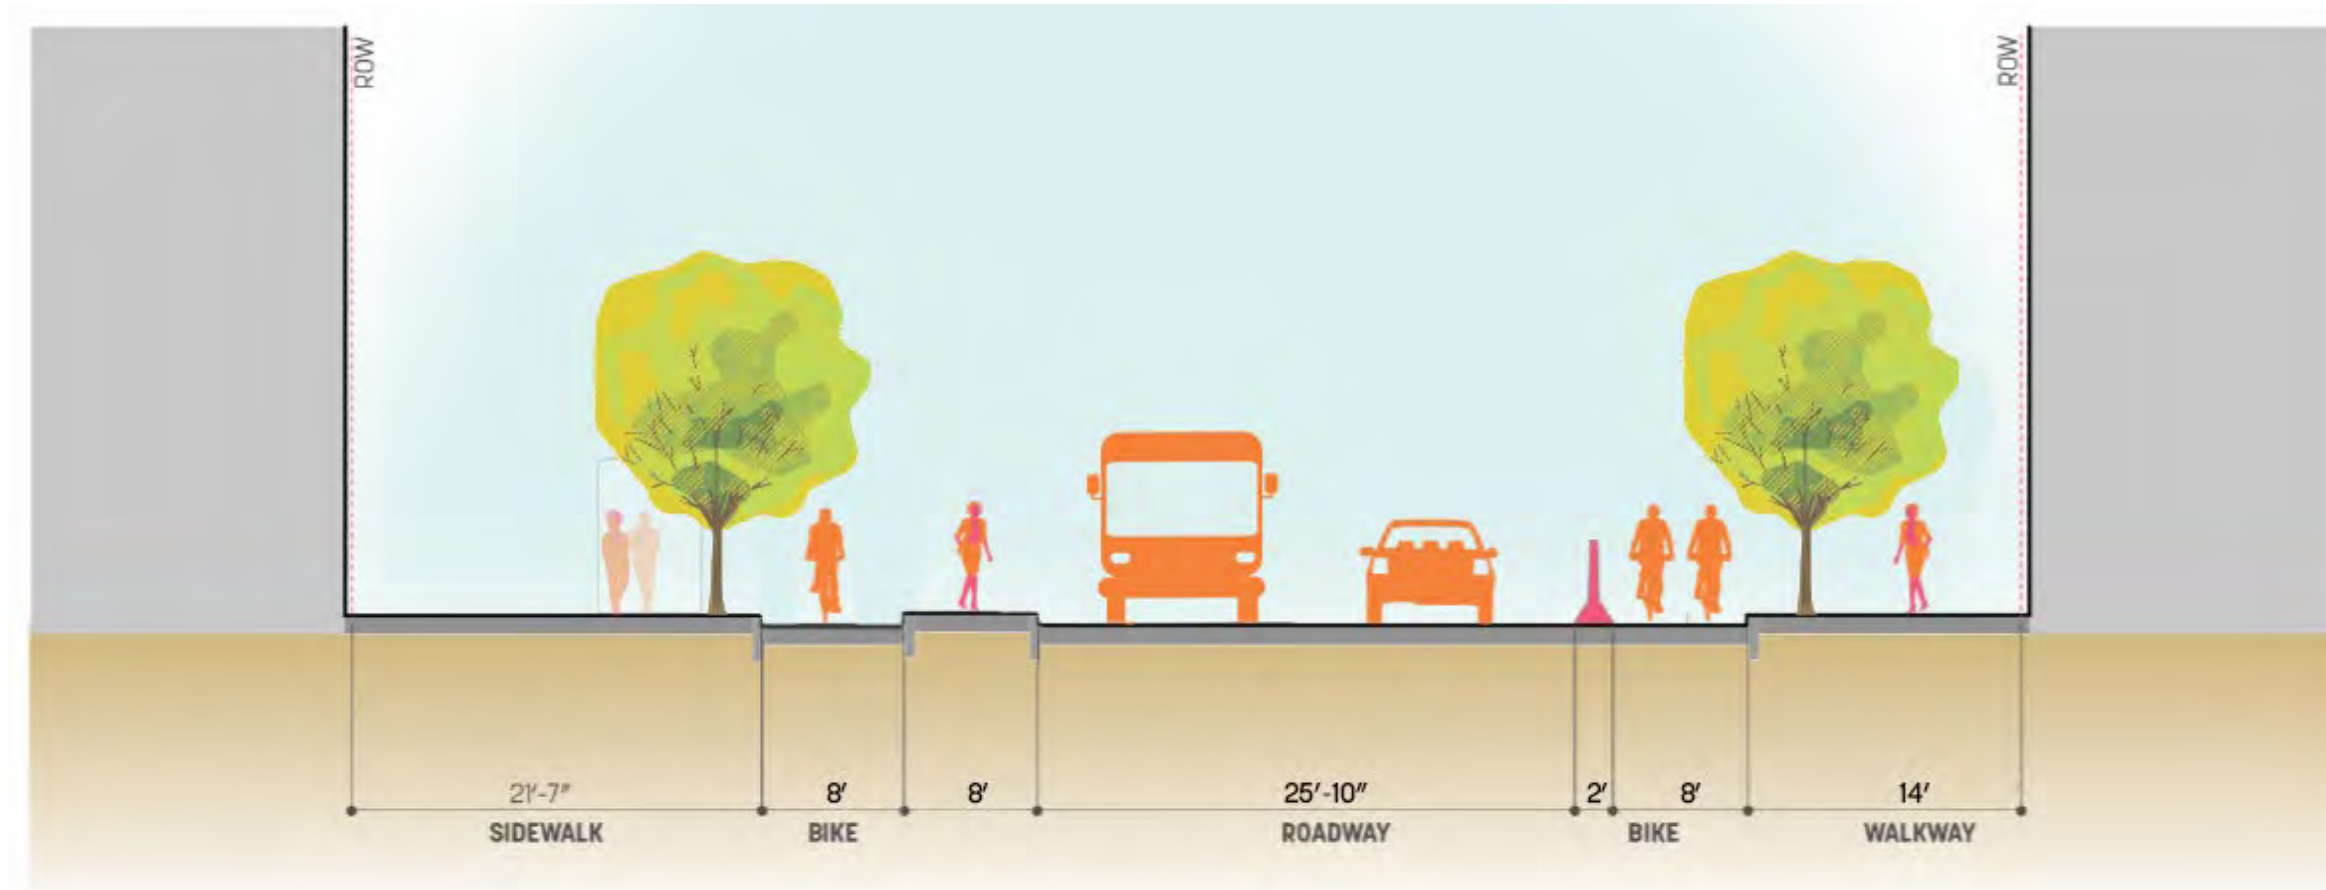 ROW
ROW
21'-7"
8'
8'
25'-10"
2'
8'
14'
SIDEWALK
BIKE
ROADWAY
BIKE
WALKWAY